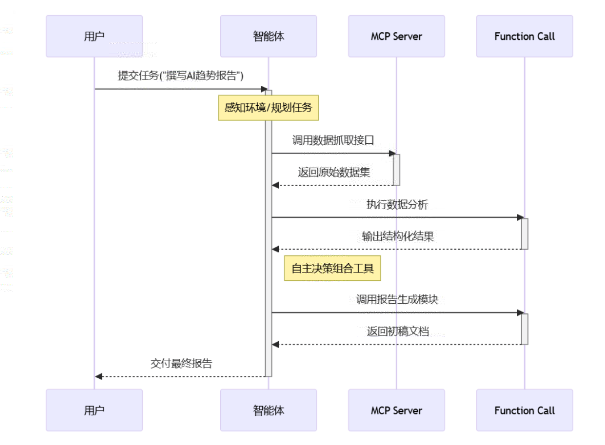 用户
智能体
MCP Server
Function Call
提交任务("撰写AI趋势报告")
感知环境/规划任务
调用数据抓取接口
返回原始数据集
执行数据分析
输出结构化结果
自主决策组合工具
调用报告生成模块
返回初稿文档
交付最终报告
用户
智能体
MCP Server
Function Call